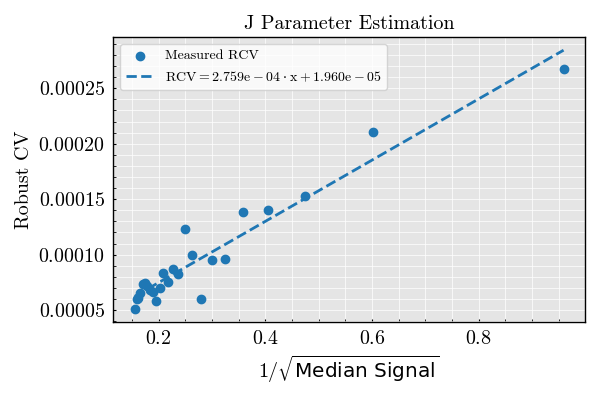 J Parameter Estimation
Measured RCV
RCV = 2.759e − 04 · x + 1.960e − 05
Robust CV
0.00025
0.00020
0.00015
0.00010
0.00005
0.2 0.4 0.6 0.8
1/√Median Signal